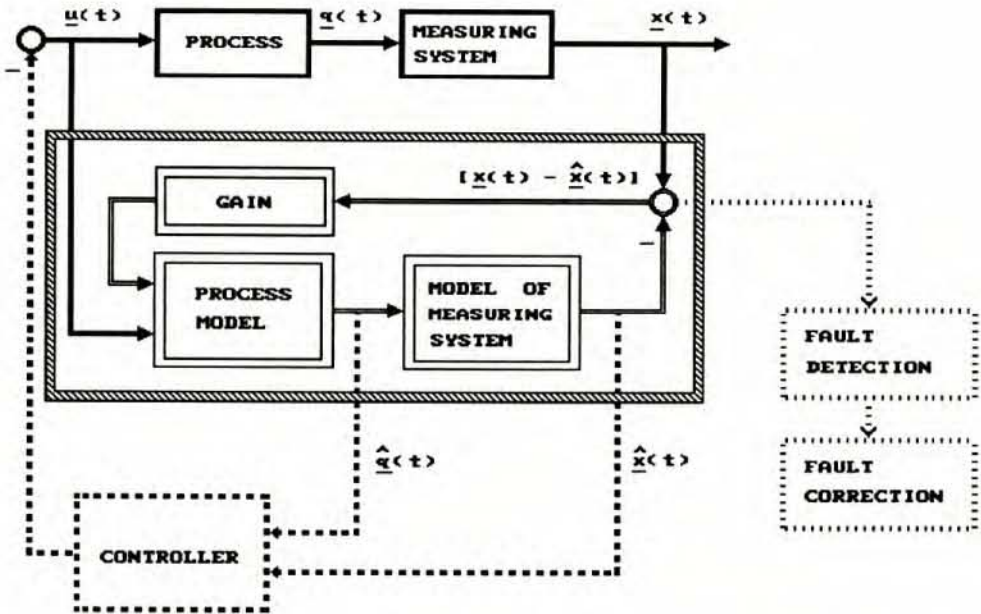 u(t)
q(t)
x(t)
−
PROCESS
MEASURING
SYSTEM
[x(t) - x̂(t)]
GAIN
−
PROCESS
MODEL
MODEL OF
MEASURING
SYSTEM
FAULT
DETECTION
q̂(t)
x̂(t)
FAULT
CORRECTION
CONTROLLER